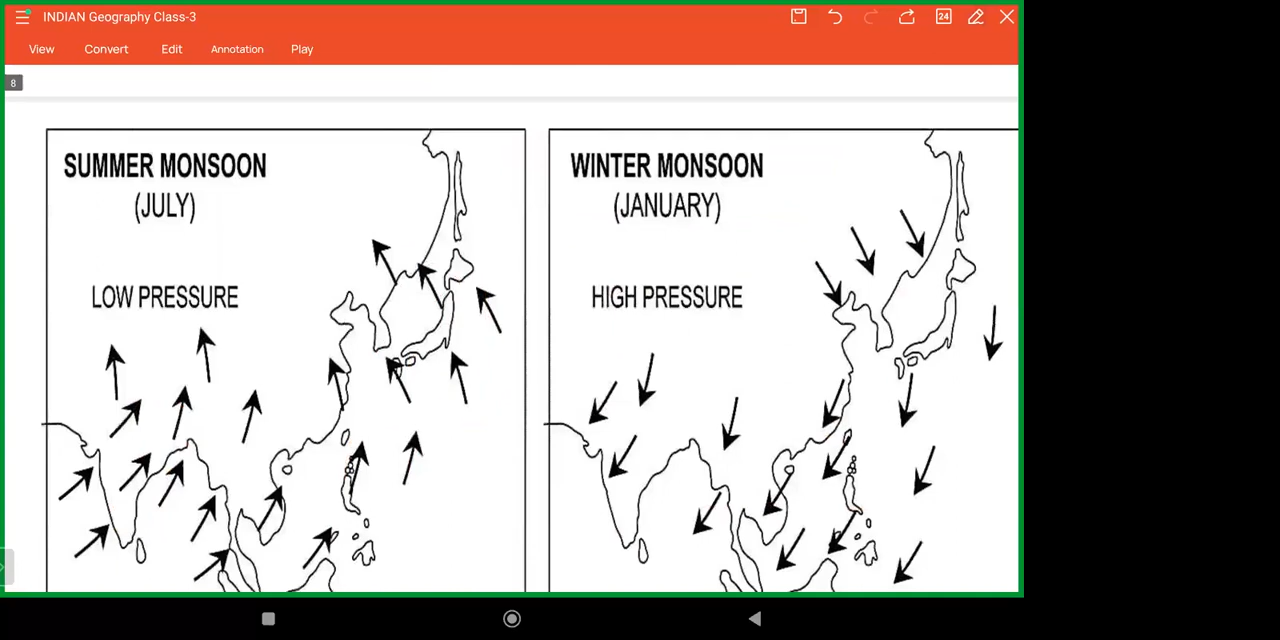 INDIAN Geography Class-3
24
View Convert Edit Annotation Play
8
SUMMER MONSOON
(JULY)
LOW PRESSURE
WINTER MONSOON
(JANUARY)
HIGH PRESSURE